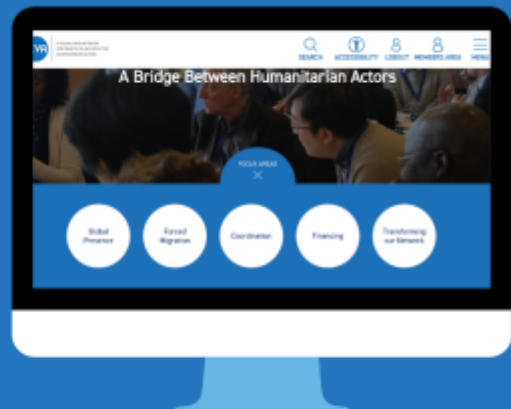 SEARCH
ACCESSIBILITY
LOGOUT
MEMBERS AREA
MENU
A Bridge Between Humanitarian Actors
FOCUS AREAS
Global
Presence
Forced
Migration
Coordination
Financing
Transforming
our Network